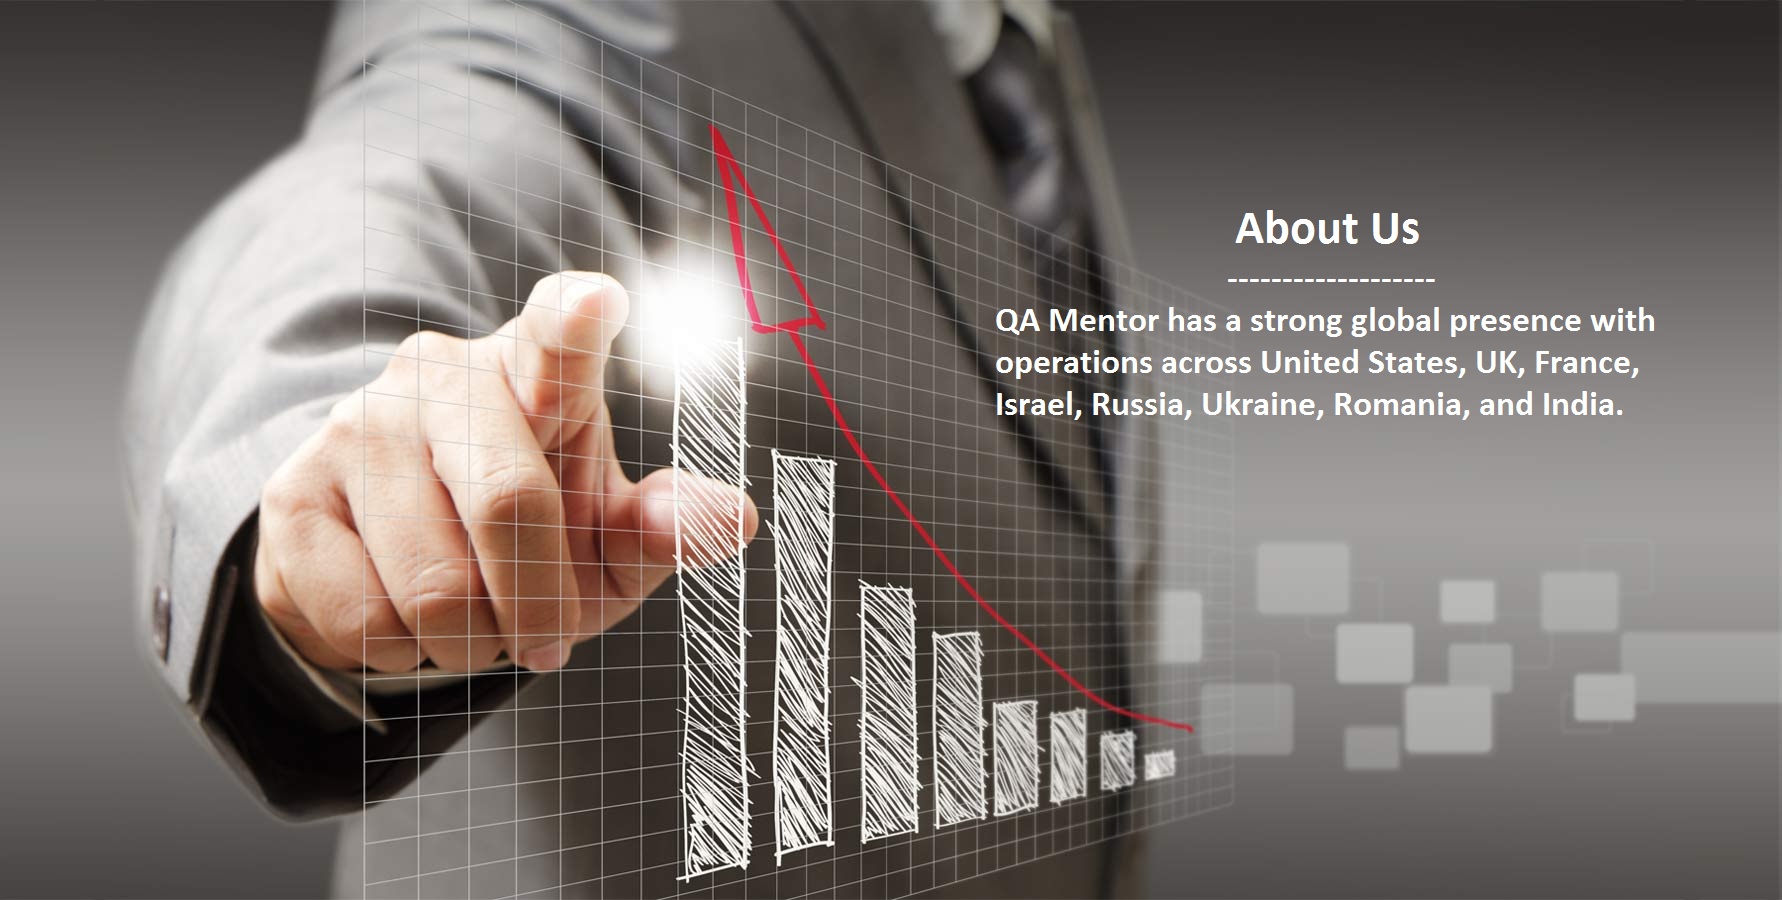 About Us
-------------------
QA Mentor has a strong global presence with
operations across United States, UK, France,
Israel, Russia, Ukraine, Romania, and India.